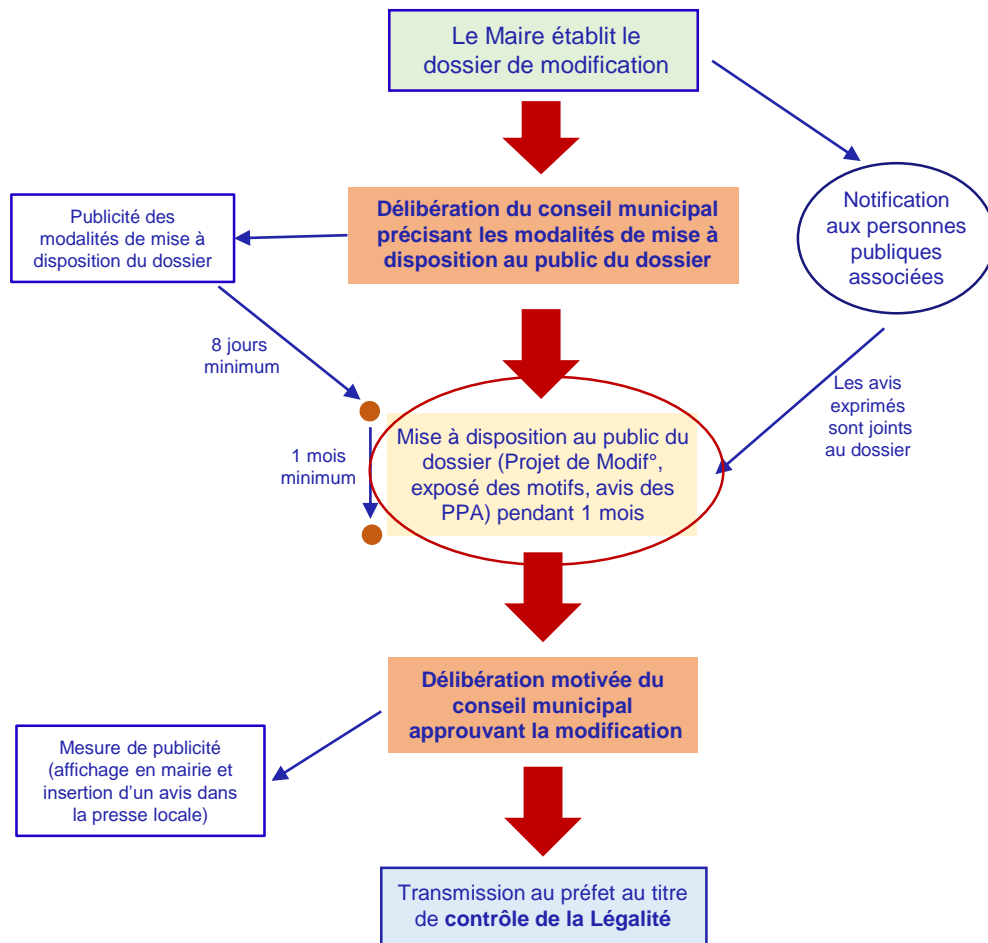 Le Maire établit le
dossier de modification
Notification
aux personnes
publiques
associées
Délibération du conseil municipal
précisant les modalités de mise à
disposition au public du dossier
Publicité des
modalités de mise à
disposition du dossier
8 jours
minimum
Les avis
exprimés
sont joints
au dossier
1 mois
minimum
Mise à disposition au public du
dossier (Projet de Modif°,
exposé des motifs, avis des
PPA) pendant 1 mois
Délibération motivée du
conseil municipal
approuvant la modification
Mesure de publicité
(affichage en mairie et
insertion d’un avis dans
la presse locale)
Transmission au préfet au titre
de contrôle de la Légalité